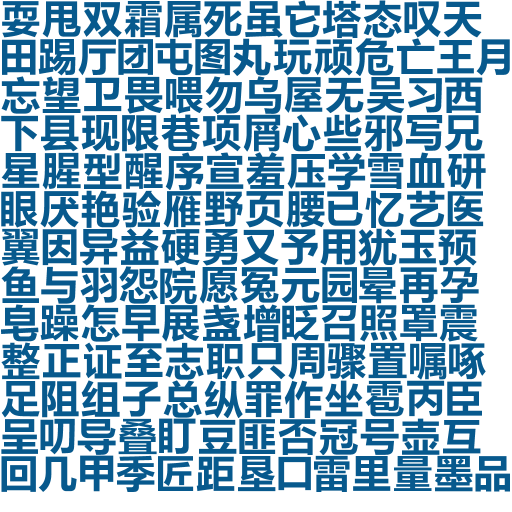 耍甩双霜属死虽它塔态叹天
田踢厅团屯图丸玩顽危亡王月
忘望卫畏喂勿乌屋无吴习西
下县现限巷项屑心些邪写兄
星腥型醒序宣羞压学雪血研
眼厌艳验雁野页腰已忆艺医
翼因异益硬勇又予用犹玉预
鱼与羽怨院愿冤元园晕再孕
皂躁怎早展盏增眨召照罩震
整正证至志职只周骤置嘱啄
足阻组子总纵罪作坐雹丙臣
呈叨导叠盯豆匪否冠号壶互
回几甲季匠距垦口雷里量墨品